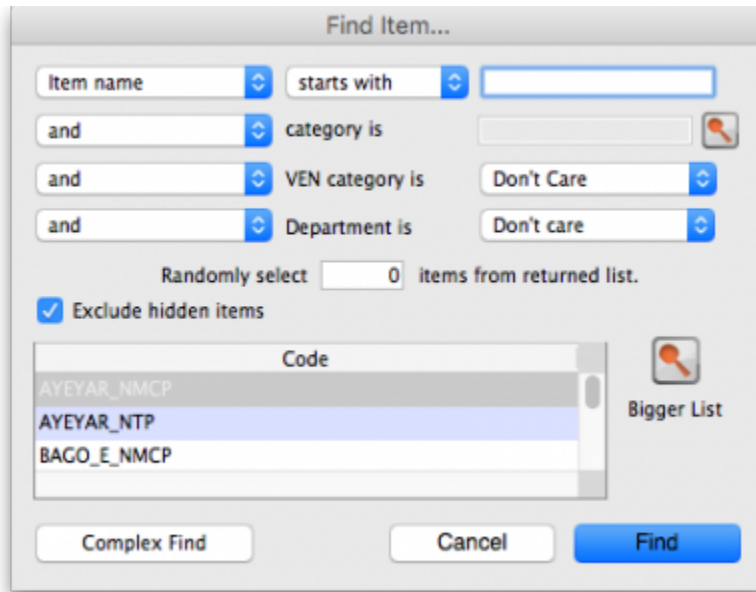 Find Item...
Item name starts with
and category is
and VEN category is Don't Care
and Department is Don't care
Randomly select 0 items from returned list.
Exclude hidden items
Code
AYEYAR_NMCP
AYEYAR_NTP
BAGO_E_NMCP
Bigger List
Complex Find Cancel Find